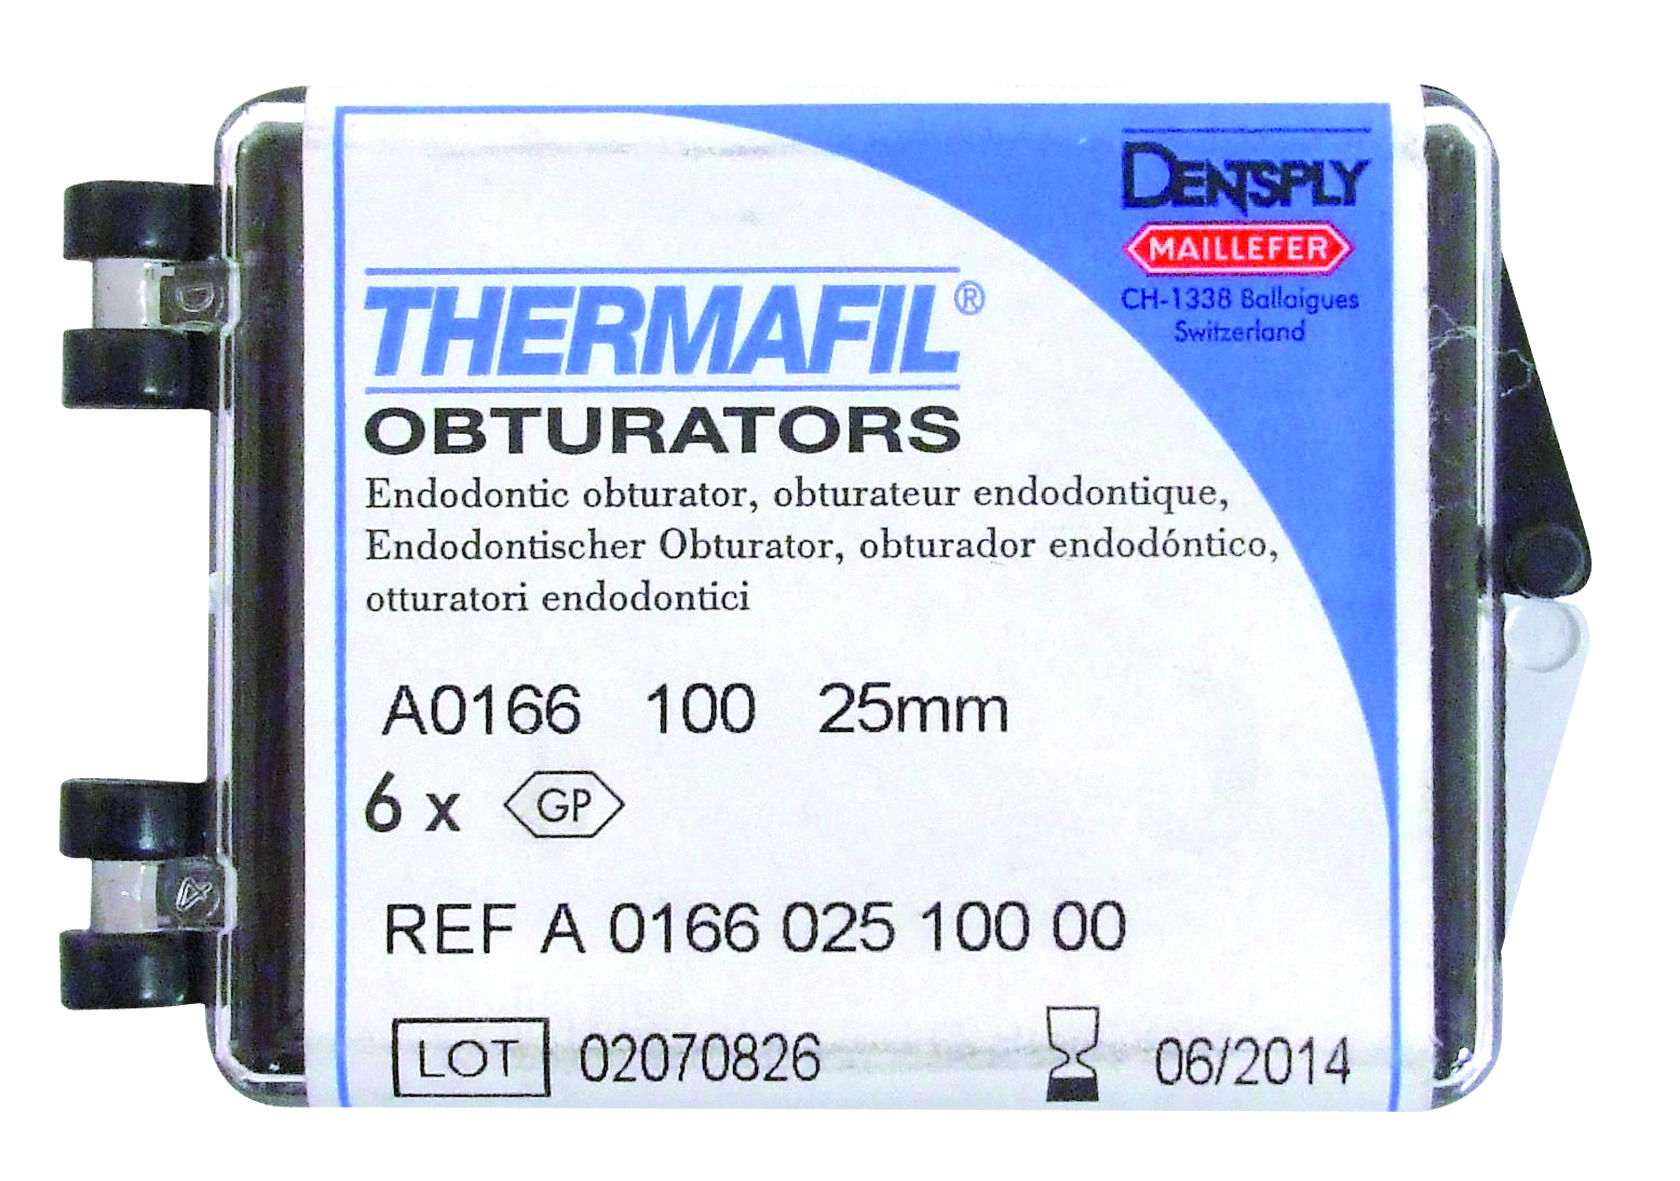 DENTSPLY
MAILLEFER
CH-1338 Ballaigues
Switzerland
THERMAFIL®
OBTURATORS
Endodontic obturator, obturateur endodontique,
Endodontischer Obturator, obturador endodóntico,
otturatori endodontici
A0166 100 25mm
6 x GP
REF A 0166 025 100 00
LOT 02070826 06/2014